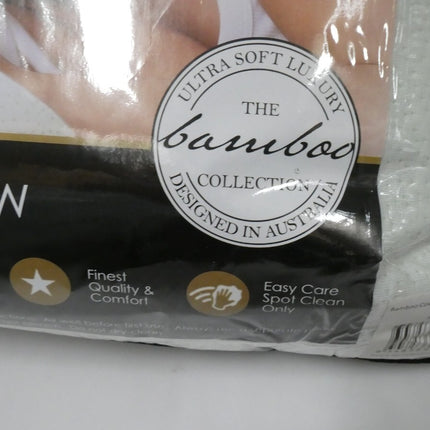 ULTRA SOFT LUXURY
THE
bamboo
COLLECTION
DESIGNED IN AUSTRALIA
W
Finest
Quality &
Comfort
Easy Care
Spot Clean
Only